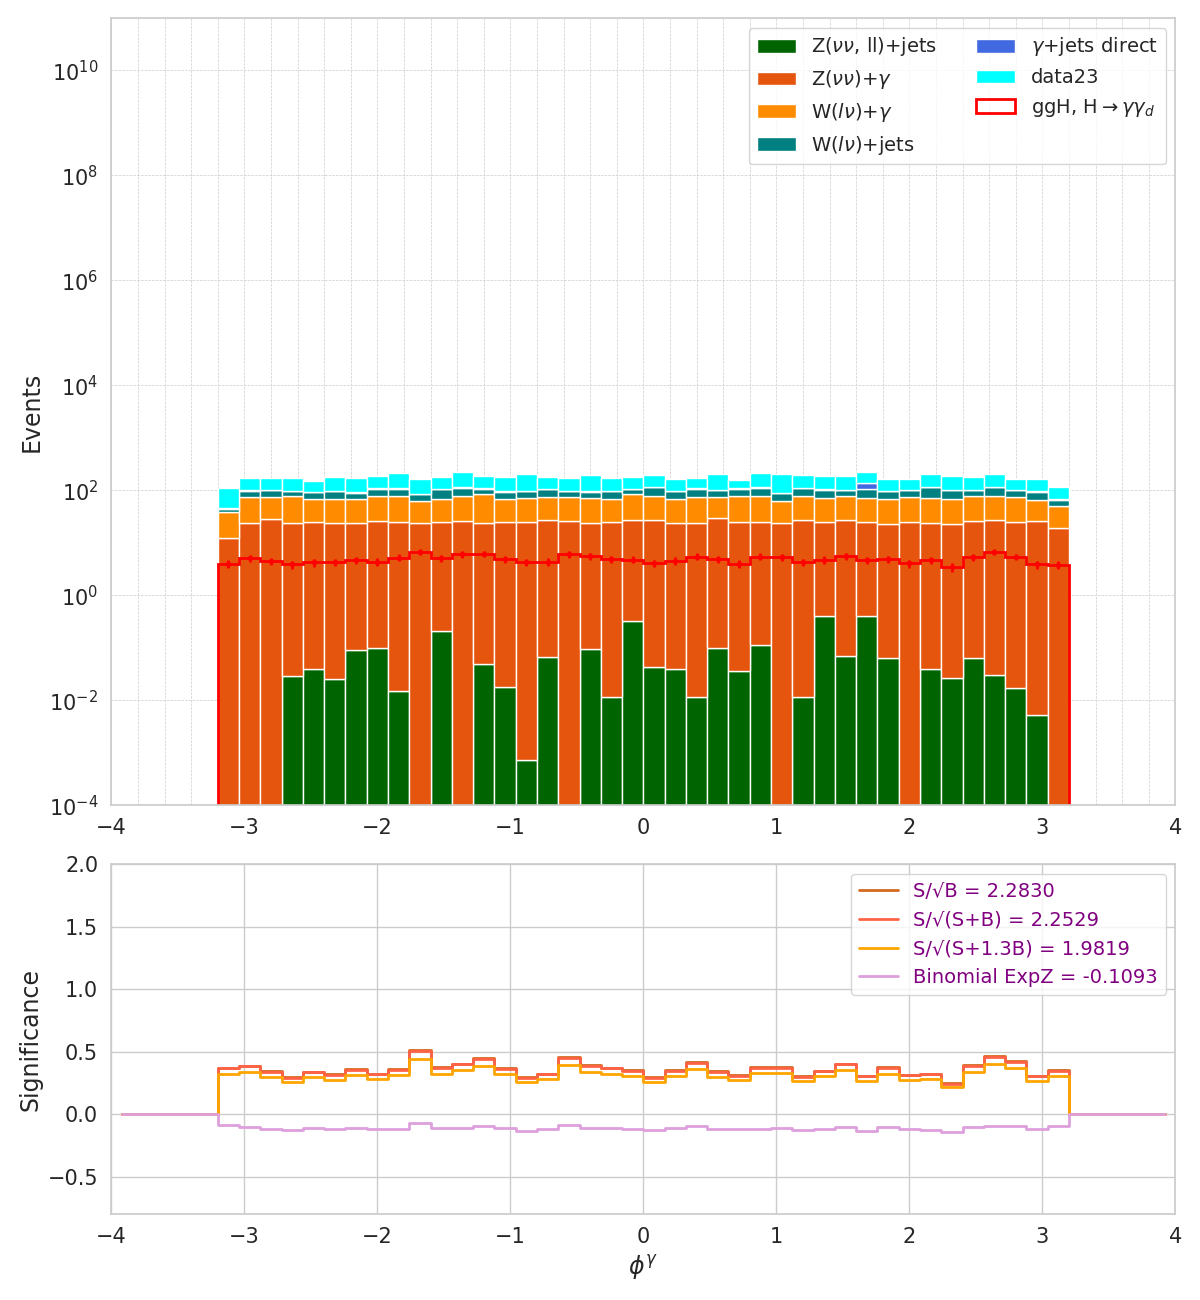 Z(νν, ll)+jets
Z(νν)+γ
W(lν)+γ
W(lν)+jets
γ+jets direct
data23
ggH, H→γγ_d
Events
10^10
10^8
10^6
10^4
10^2
10^0
10^−2
10^−4
−4 −3 −2 −1 0 1 2 3 4
S/√B = 2.2830
S/√(S+B) = 2.2529
S/√(S+1.3B) = 1.9819
Binomial ExpZ = -0.1093
Significance
2.0
1.5
1.0
0.5
0.0
−0.5
−4 −3 −2 −1 0 1 2 3 4
ϕ^γ